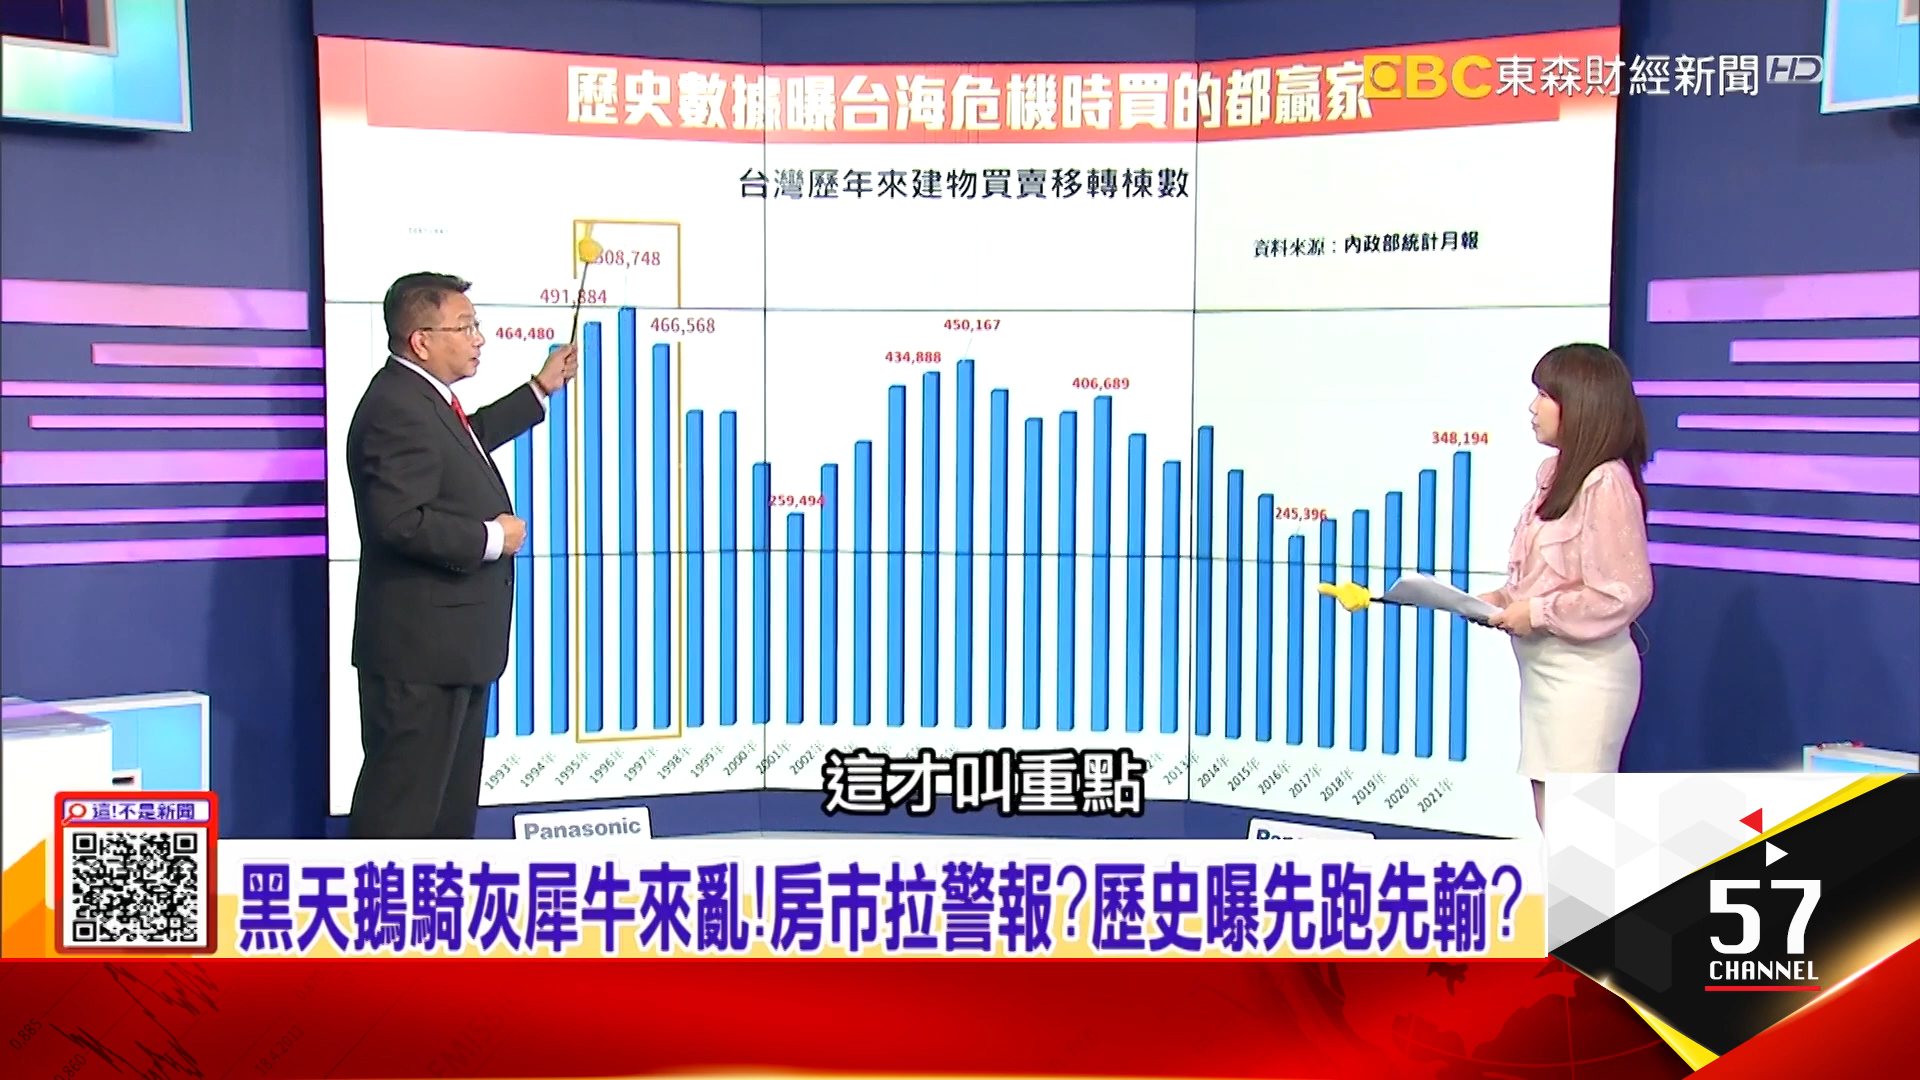 歷史數據曝台海危機時買的都贏家
EBC東森財經新聞HD
台灣歷年來建物買賣移轉棟數
資料來源：內政部統計月報
508,748
491,884
464,480
466,568
450,167
434,888
406,689
348,194
259,494
245,396
1993年
1994年
1995年
1996年
1997年
1998年
1999年
2000年
2001年
2002年
2013年
2014年
2015年
2016年
2017年
2018年
2019年
2020年
2021年
這才叫重點
Panasonic
這!不是新聞
黑天鵝騎灰犀牛來亂!房市拉警報?歷史曝先跑先輸?
57
CHANNEL
0.885
0.860
18.4.2011